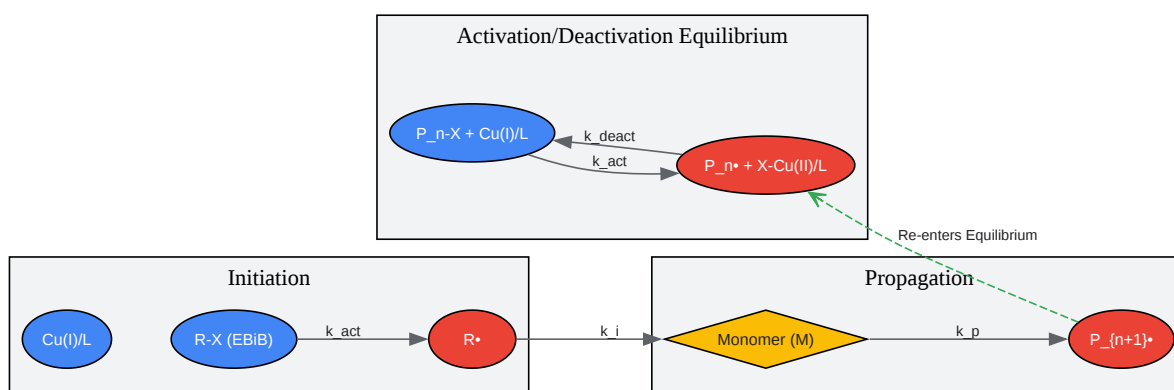 Activation/Deactivation Equilibrium
P_n-X + Cu(I)/L
k_deact
k_act
P_n• + X-Cu(II)/L
Re-enters Equilibrium
Initiation
Cu(I)/L
R-X (EBiB)
k_act
R•
k_i
Propagation
Monomer (M)
k_p
P_{n+1}•